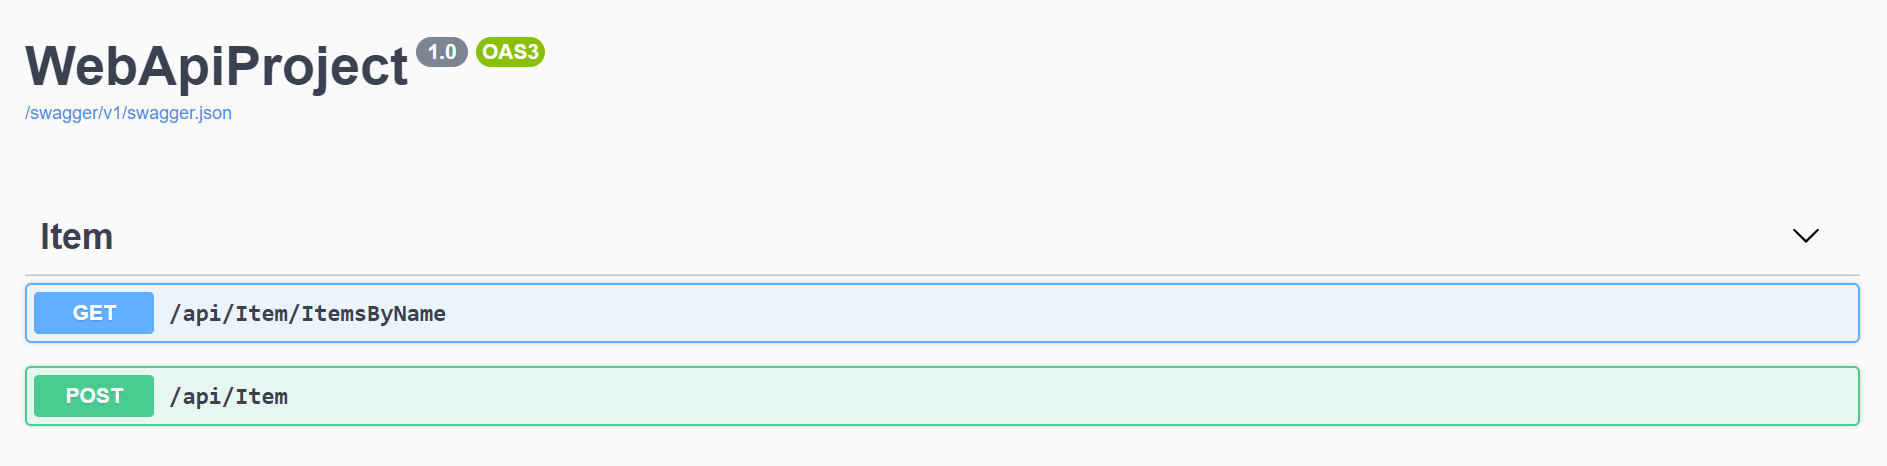 WebApiProject 1.0 OAS3
/swagger/v1/swagger.json
Item
GET /api/Item/ItemsByName
POST /api/Item